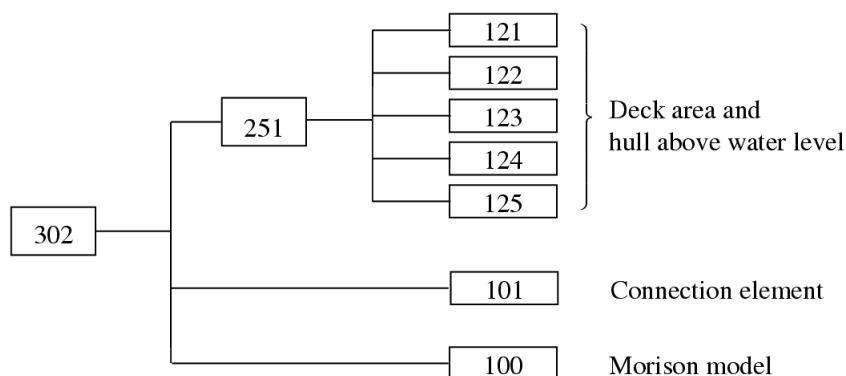 121
122
123
124
125
251
Deck area and
hull above water level
302
101
Connection element
100
Morison model